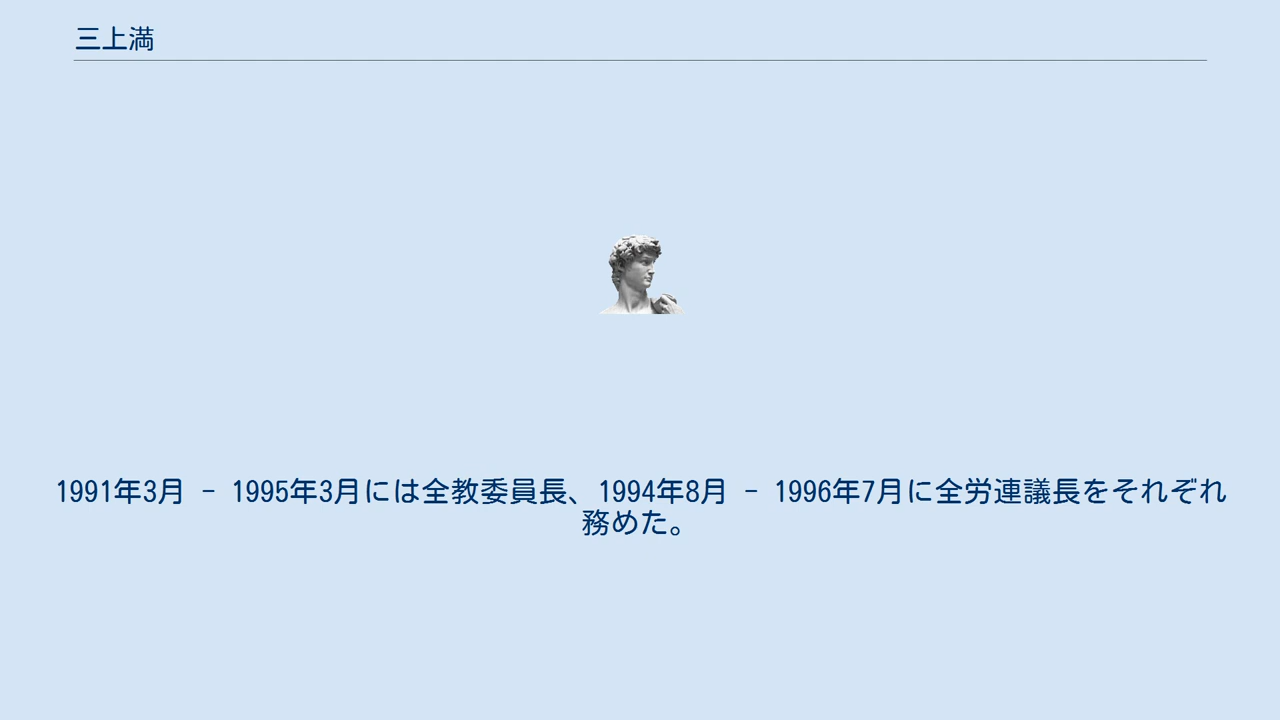 三上満
1991年3月 - 1995年3月には全教委員長、1994年8月 - 1996年7月に全労連議長をそれぞれ
務めた。